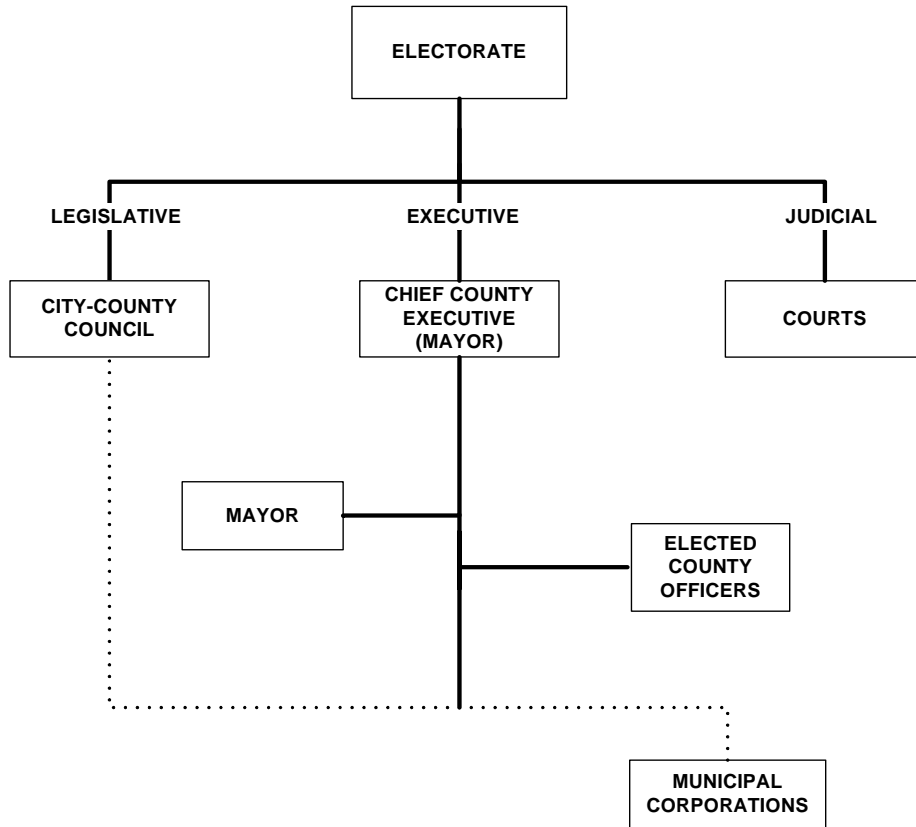 ELECTORATE
LEGISLATIVE
EXECUTIVE
JUDICIAL
CITY-COUNTY
COUNCIL
CHIEF COUNTY
EXECUTIVE
(MAYOR)
COURTS
MAYOR
ELECTED
COUNTY
OFFICERS
MUNICIPAL
CORPORATIONS